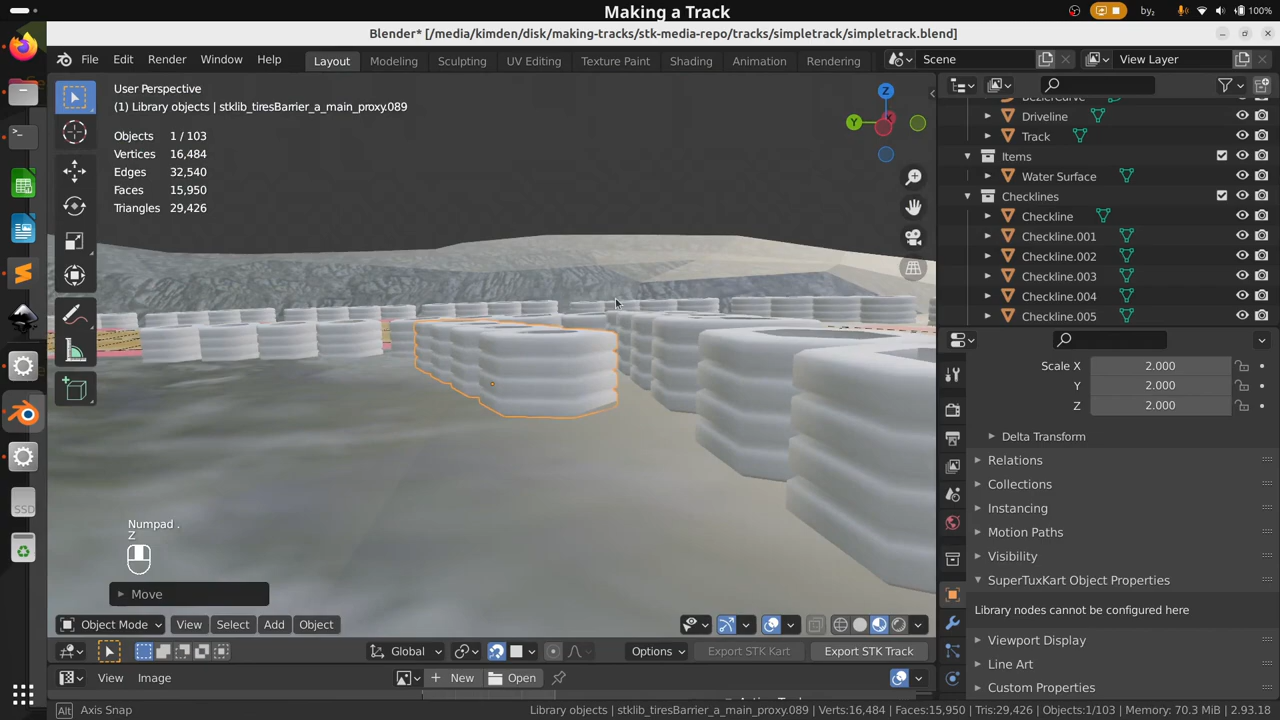 Making a Track
by₂
100%
Blender* [/media/kimden/disk/making-tracks/stk-media-repo/tracks/simpletrack/simpletrack.blend]
File Edit Render Window Help
Layout Modeling Sculpting UV Editing Texture Paint Shading Animation Rendering
Scene
View Layer
User Perspective
(1) Library objects | stklib_tiresBarrier_a_main_proxy.089
Objects 1 / 103
Vertices 16,484
Edges 32,540
Faces 15,950
Triangles 29,426
Z
Y
X
Numpad .
Z
Move
Object Mode View Select Add Object
Global
Options
Export STK Kart
Export STK Track
View Image
New
Open
BezierCurve
Driveline
Track
Items
Water Surface
Checklines
Checkline
Checkline.001
Checkline.002
Checkline.003
Checkline.004
Checkline.005
Scale X 2.000
Y 2.000
Z 2.000
Delta Transform
Relations
Collections
Instancing
Motion Paths
Visibility
SuperTuxKart Object Properties
Library nodes cannot be configured here
Viewport Display
Line Art
Custom Properties
SSD
Alt Axis Snap
Library objects | stklib_tiresBarrier_a_main_proxy.089 | Verts:16,484 | Faces:15,950 | Tris:29,426 | Objects:1/103 | Memory: 70.3 MiB | 2.93.18